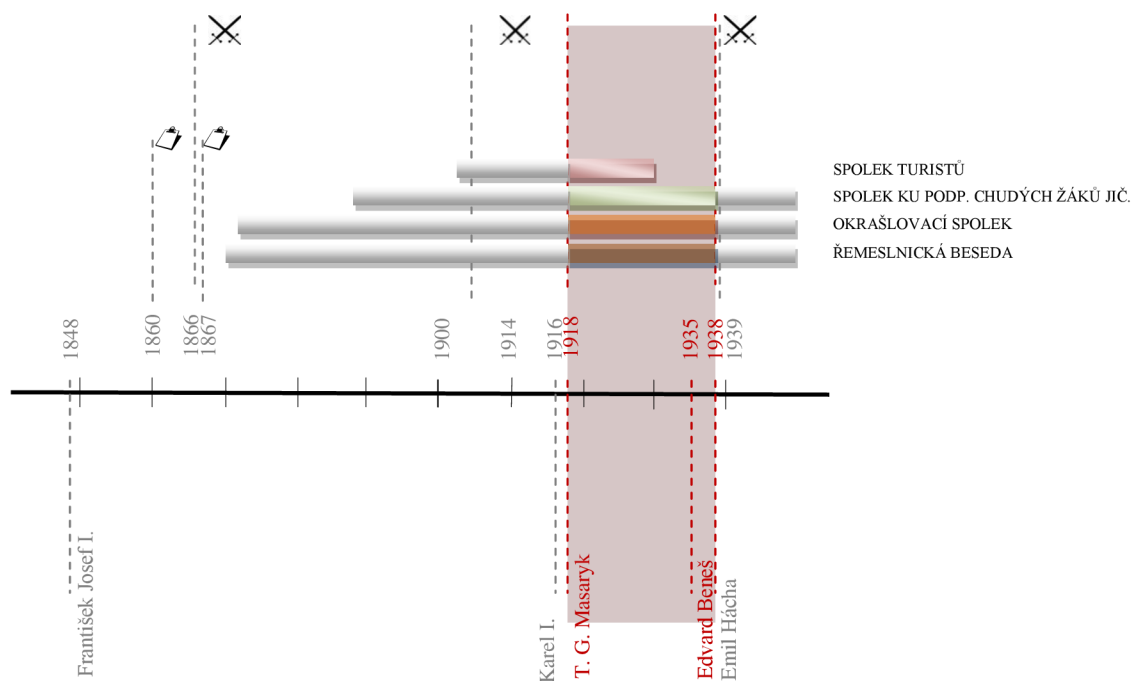 SPOLEK TURISTŮ
SPOLEK KU PODP. CHUDÝCH ŽÁKŮ JIČ.
OKRAŠLOVACÍ SPOLEK
ŘEMESLNICKÁ BESEDA
1848
1860
1866
1867
1900
1914
1916
1918
1935
1938
1939
František Josef I.
Karel I.
T. G. Masaryk
Edvard Beneš
Emil Hácha